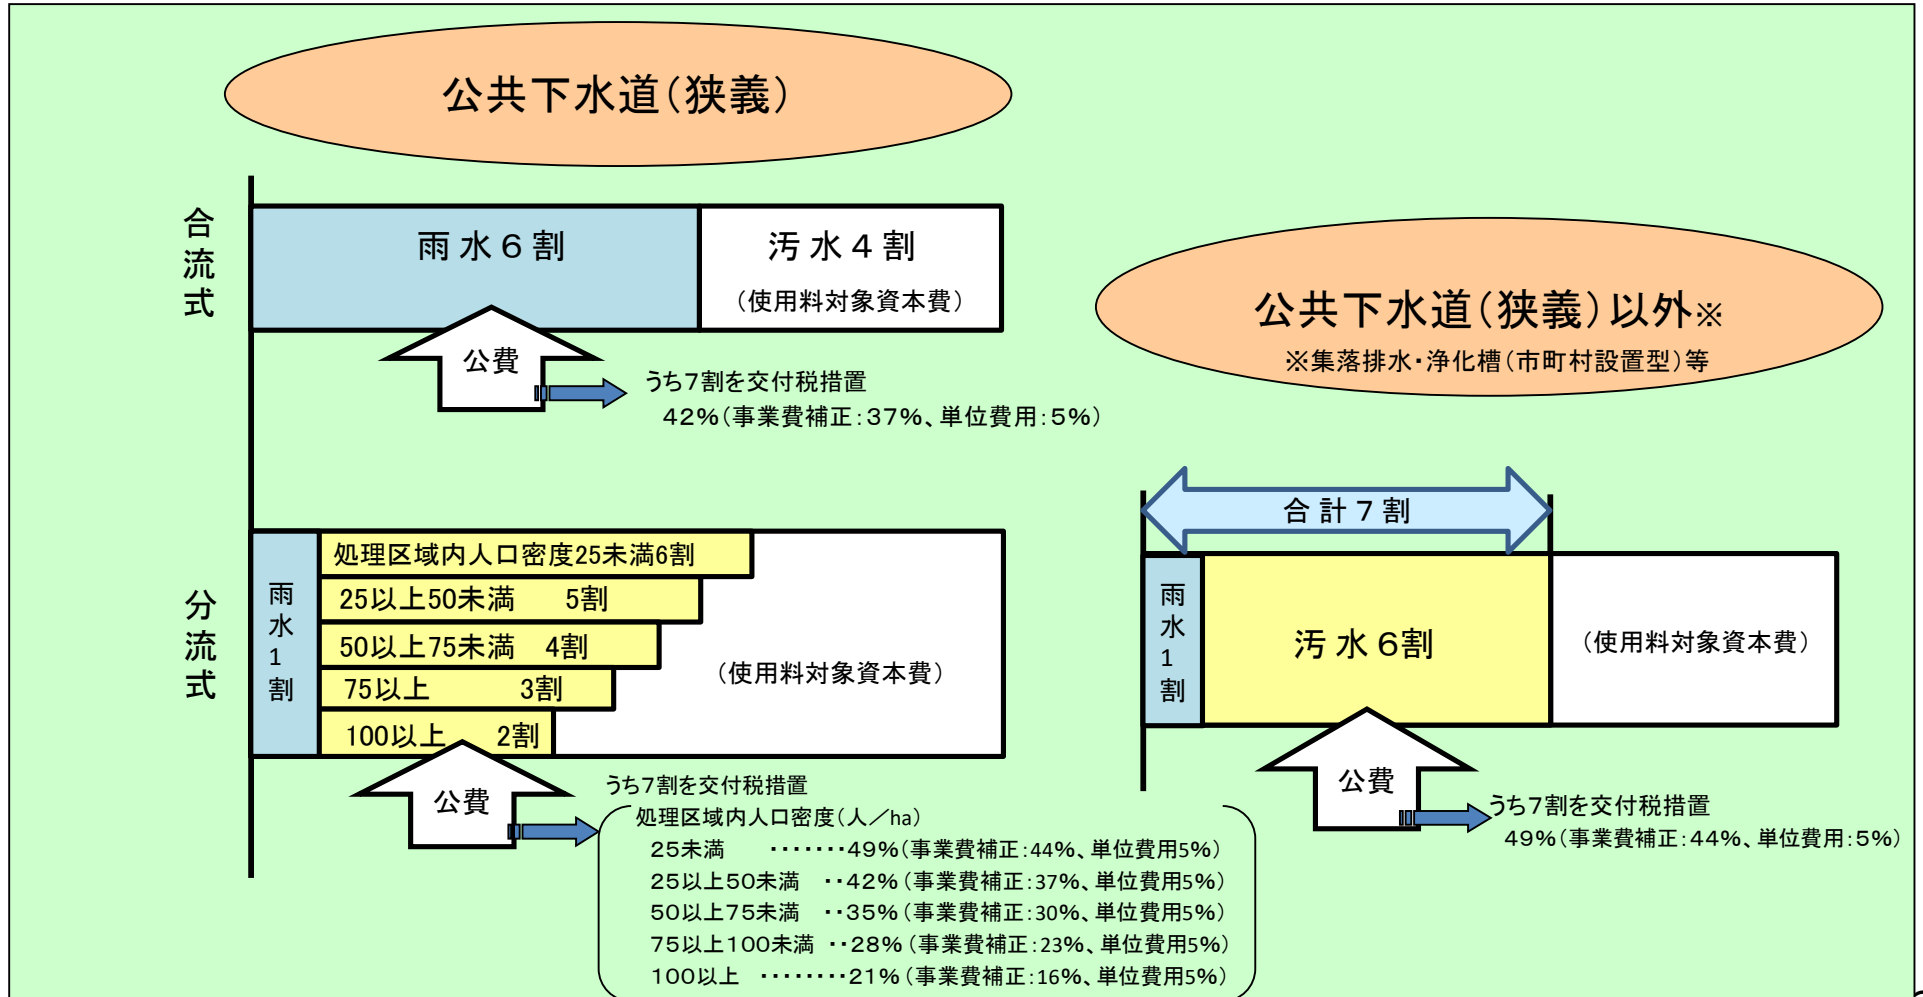 公共下水道(狭義)
合流式
雨水6割
汚水4割
(使用料対象資本費)
公費
うち7割を交付税措置
42%(事業費補正:37%、単位費用:5%)
分流式
雨水1割
処理区域内人口密度25未満6割
25以上50未満 5割
50以上75未満 4割
75以上 3割
100以上 2割
(使用料対象資本費)
公費
うち7割を交付税措置
処理区域内人口密度(人/ha)
25未満 ・・・・・・・49%(事業費補正:44%、単位費用5%)
25以上50未満 ・・42%(事業費補正:37%、単位費用5%)
50以上75未満 ・・35%(事業費補正:30%、単位費用5%)
75以上100未満 ・・28%(事業費補正:23%、単位費用5%)
100以上 ・・・・・・・・21%(事業費補正:16%、単位費用5%)
公共下水道(狭義)以外※
※集落排水・浄化槽(市町村設置型)等
合計7割
雨水1割
汚水6割
(使用料対象資本費)
公費
うち7割を交付税措置
49%(事業費補正:44%、単位費用:5%)